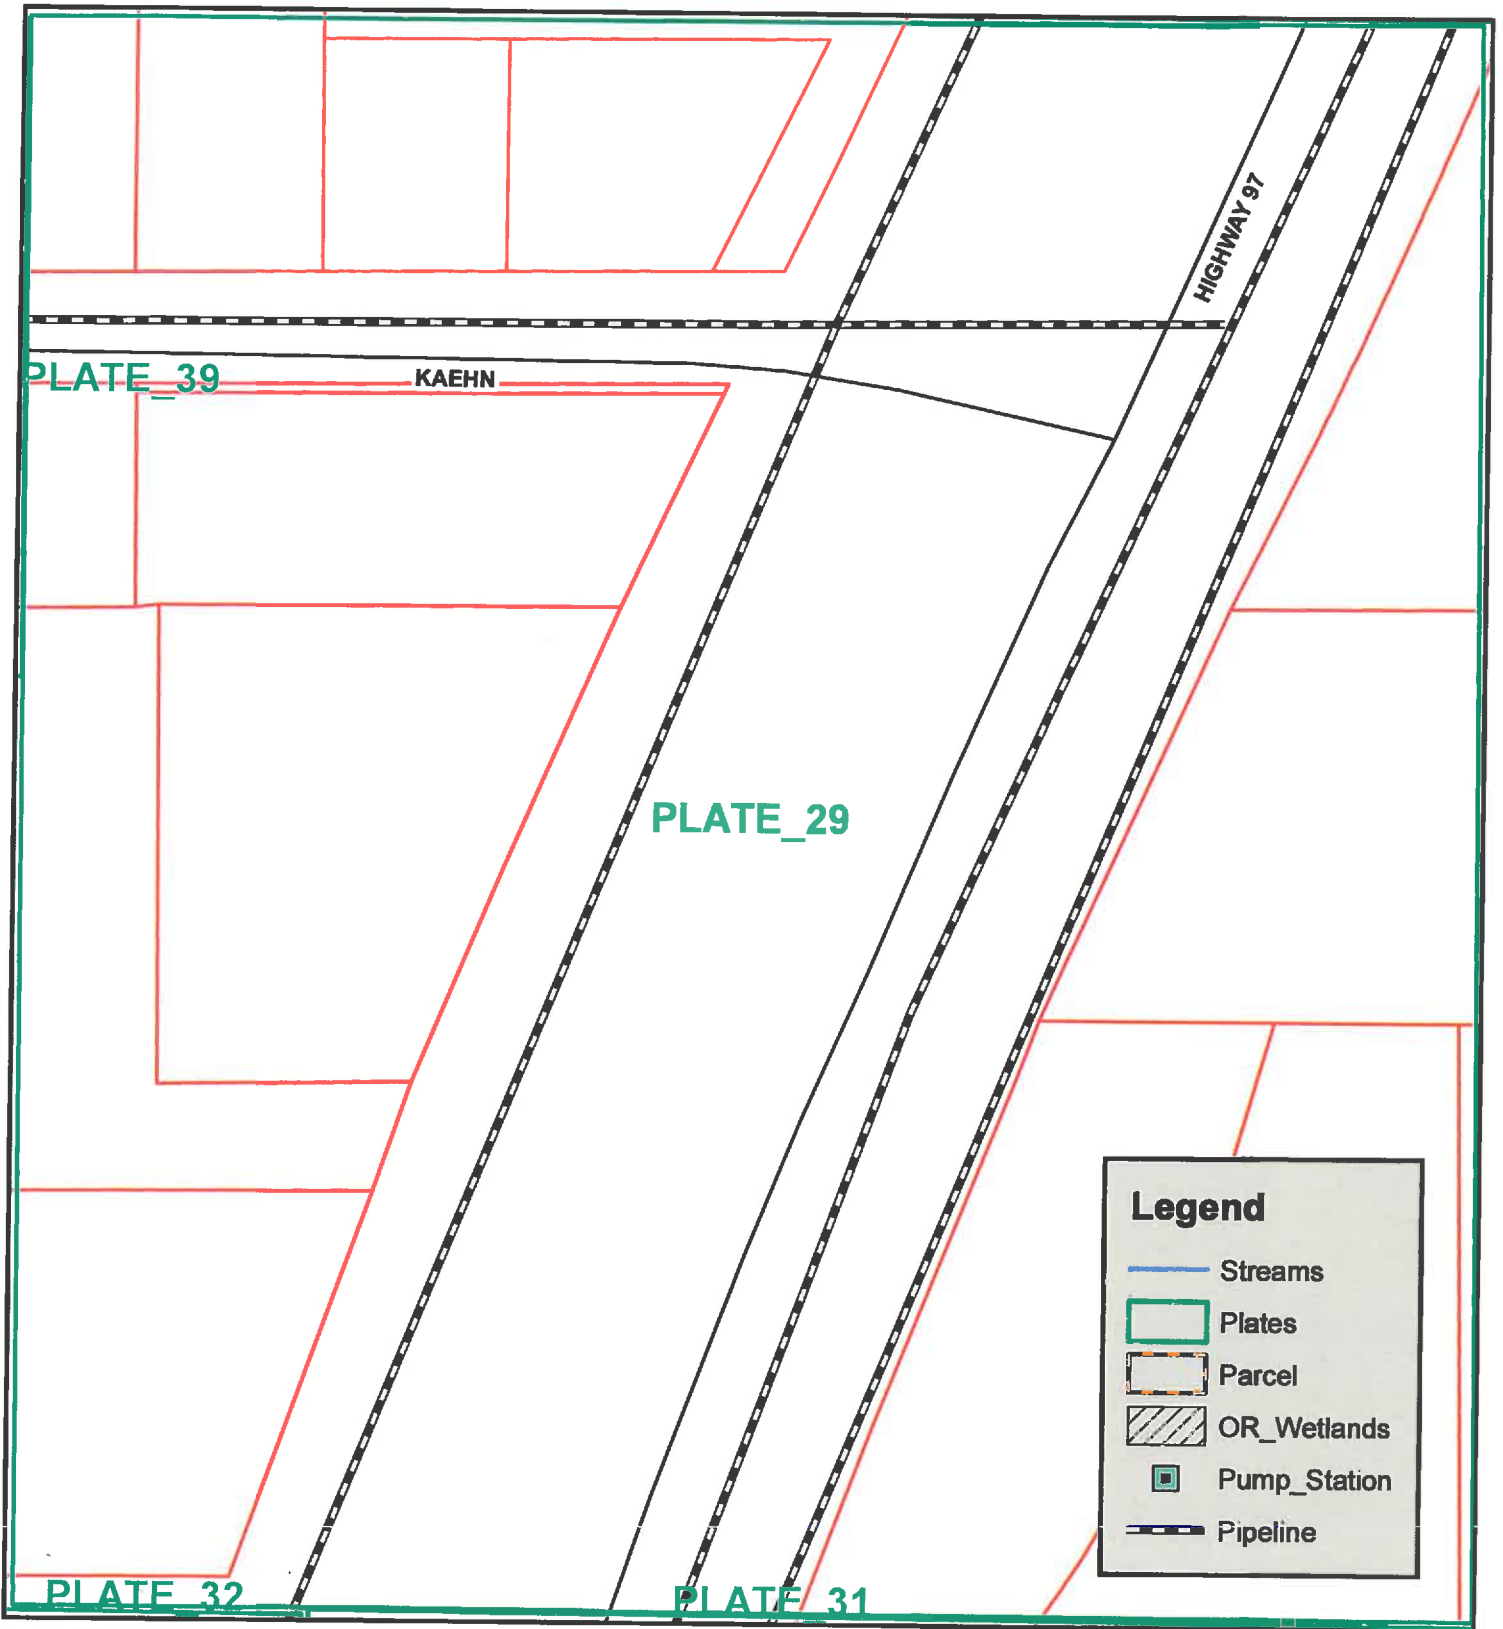 HIGHWAY 97
PLATE_39
KAEHN
PLATE_29
Legend
Streams
Plates
Parcel
OR_Wetlands
Pump_Station
Pipeline
PLATE_32
PLATE_31